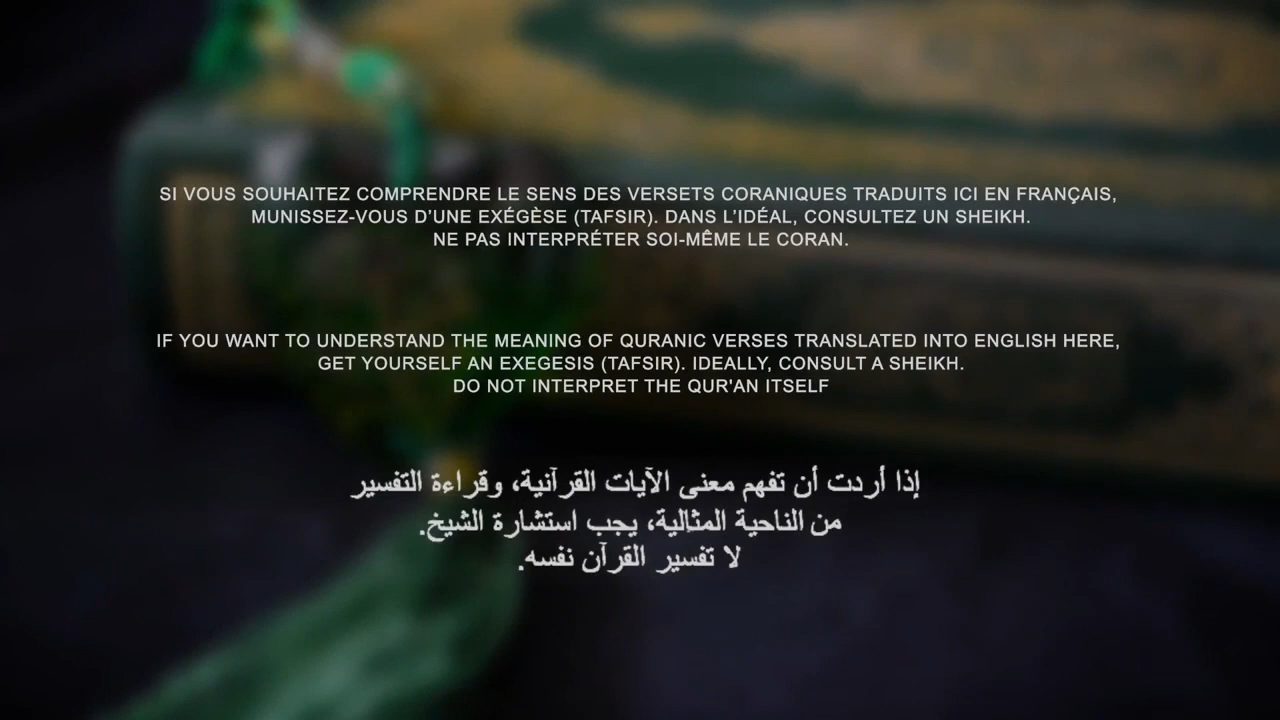 SI VOUS SOUHAITEZ COMPRENDRE LE SENS DES VERSETS CORANIQUES TRADUITS ICI EN FRANÇAIS,
MUNISSEZ-VOUS D’UNE EXÉGÈSE (TAFSIR). DANS L’IDÉAL, CONSULTEZ UN SHEIKH.
NE PAS INTERPRÉTER SOI-MÊME LE CORAN.
IF YOU WANT TO UNDERSTAND THE MEANING OF QURANIC VERSES TRANSLATED INTO ENGLISH HERE,
GET YOURSELF AN EXEGESIS (TAFSIR). IDEALLY, CONSULT A SHEIKH.
DO NOT INTERPRET THE QUR'AN ITSELF
إذا أردت أن تفهم معنى الآيات القرآنية، وقراءة التفسير
من الناحية المثالية، يجب استشارة الشيخ.
لا تفسير القرآن نفسه.